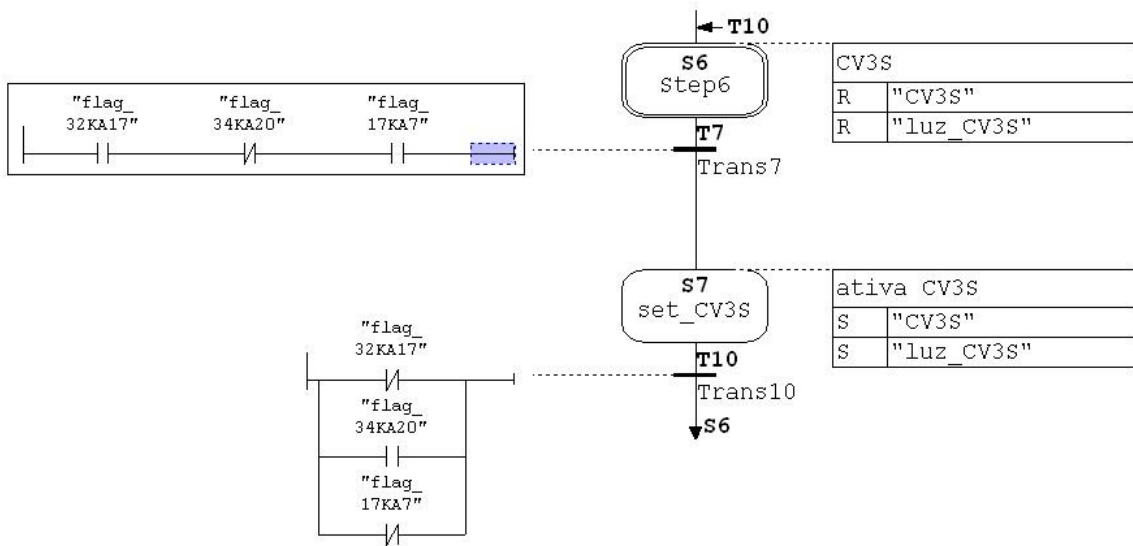 T10
S6
Step6
CV3S
R "CV3S"
R "luz_CV3S"
"flag_
32KA17"
"flag_
34KA20"
"flag_
17KA7"
T7
Trans7
S7
set_CV3S
ativa CV3S
S "CV3S"
S "luz_CV3S"
"flag_
32KA17"
T10
Trans10
S6
"flag_
34KA20"
"flag_
17KA7"